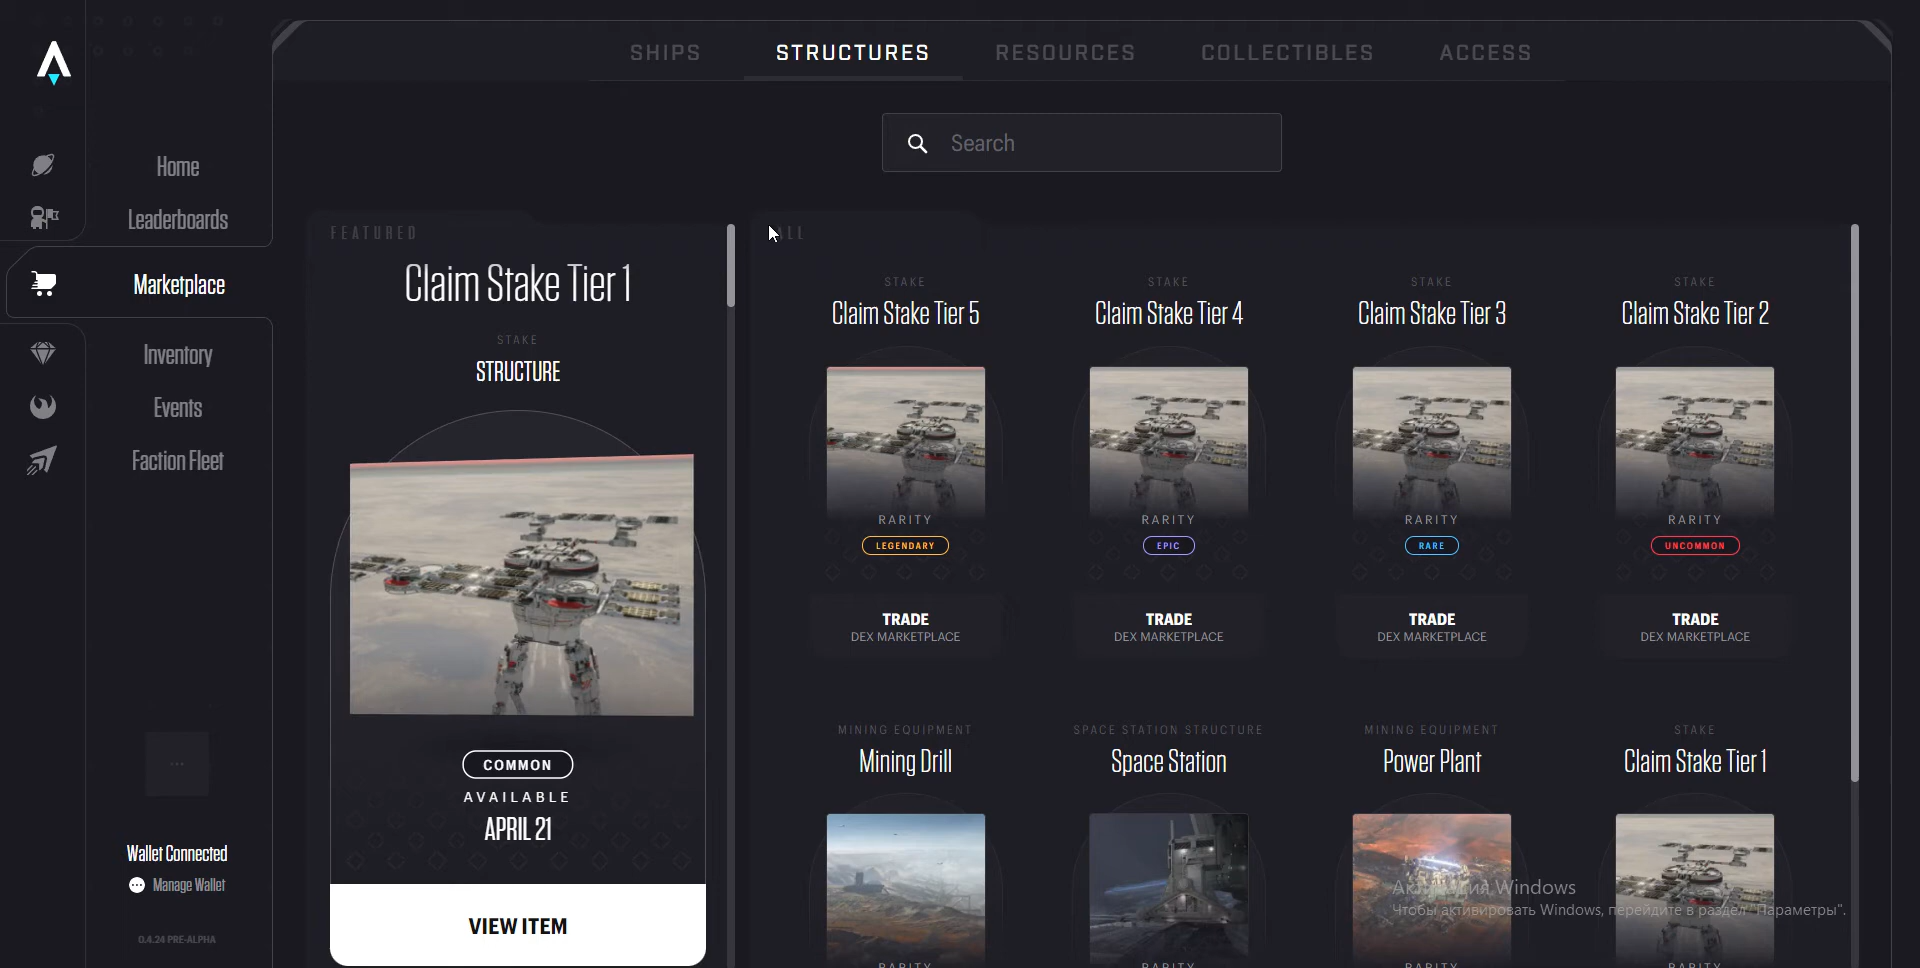 SHIPS
STRUCTURES
RESOURCES
COLLECTIBLES
ACCESS
Search
Home
Leaderboards
Marketplace
Inventory
Events
Faction Fleet
Wallet Connected
Manage Wallet
0.4.24 PRE-ALPHA
FEATURED
Claim Stake Tier 1
STAKE
STRUCTURE
COMMON
AVAILABLE
APRIL 21
VIEW ITEM
STAKE
Claim Stake Tier 5
RARITY
LEGENDARY
TRADE
DEX MARKETPLACE
STAKE
Claim Stake Tier 4
RARITY
EPIC
TRADE
DEX MARKETPLACE
STAKE
Claim Stake Tier 3
RARITY
RARE
TRADE
DEX MARKETPLACE
STAKE
Claim Stake Tier 2
RARITY
UNCOMMON
TRADE
DEX MARKETPLACE
MINING EQUIPMENT
Mining Drill
RARITY
SPACE STATION STRUCTURE
Space Station
RARITY
MINING EQUIPMENT
Power Plant
RARITY
STAKE
Claim Stake Tier 1
RARITY
Активация Windows
Чтобы активировать Windows, перейдите в раздел "Параметры".